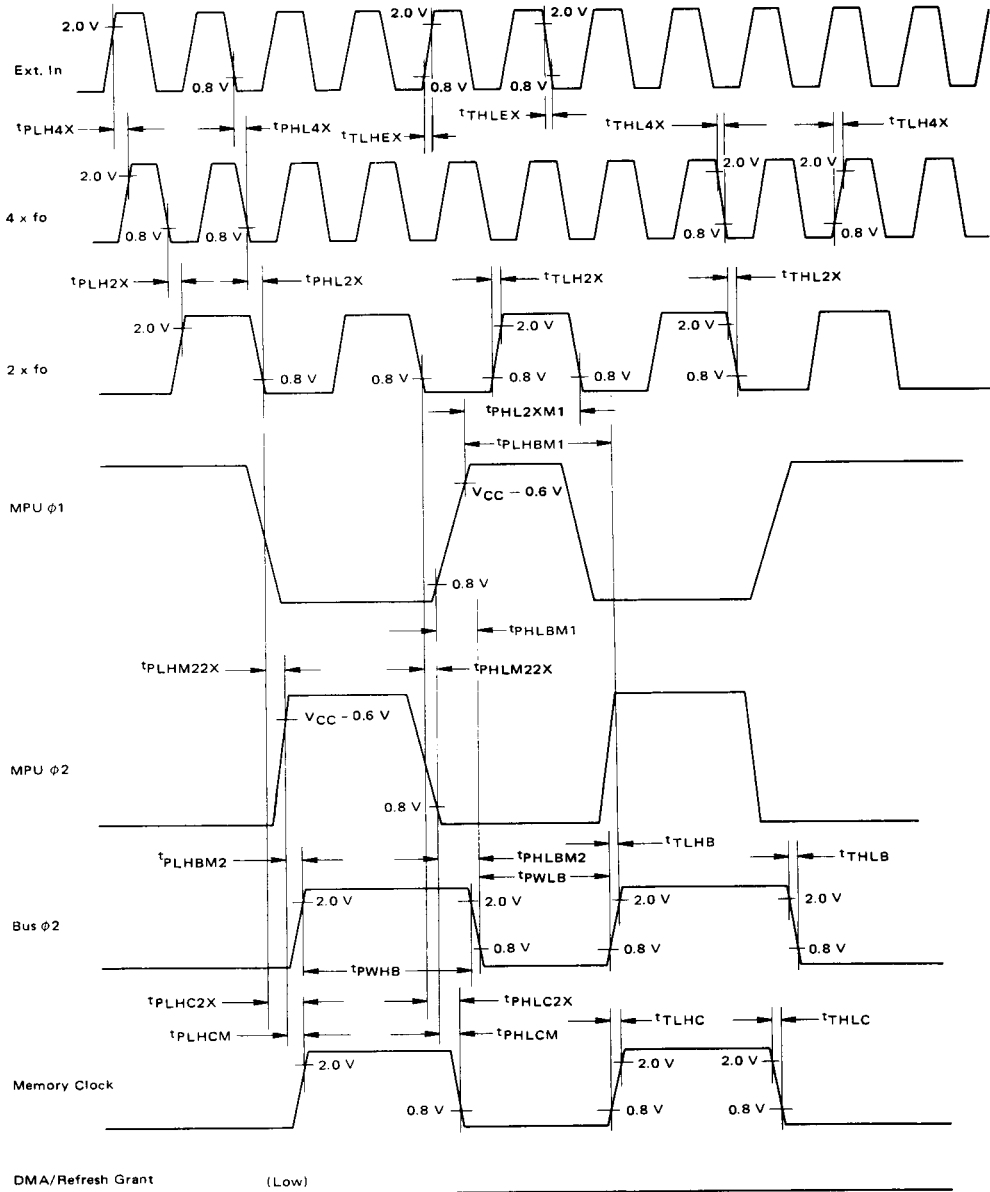 2.0 V
Ext. In
0.8 V
0.8 V
0.8 V
tPLH4X
tPHL4X
tTLHEX
tTHLEX
tTHL4X
tTLH4X
2.0 V
2.0 V
2.0 V
4 x fo
0.8 V
0.8 V
0.8 V
0.8 V
tPLH2X
tPHL2X
tTLH2X
tTHL2X
2.0 V
2.0 V
2.0 V
2 x fo
0.8 V
0.8 V
0.8 V
0.8 V
0.8 V
tPHL2XM1
tPLHBM1
VCC – 0.6 V
MPU ϕ1
0.8 V
tPHLBM1
tPLHM22X
tPHLM22X
VCC – 0.6 V
MPU ϕ2
0.8 V
tPLHBM2
tPHLBM2
tTLHB
tTHLB
tPWLB
2.0 V
2.0 V
2.0 V
2.0 V
Bus ϕ2
0.8 V
0.8 V
0.8 V
tPWHB
tPLHC2X
tPHLC2X
tPLHCM
tPHLCM
tTLHC
tTHLC
2.0 V
2.0 V
2.0 V
Memory Clock
0.8 V
0.8 V
0.8 V
DMA/Refresh Grant (Low)